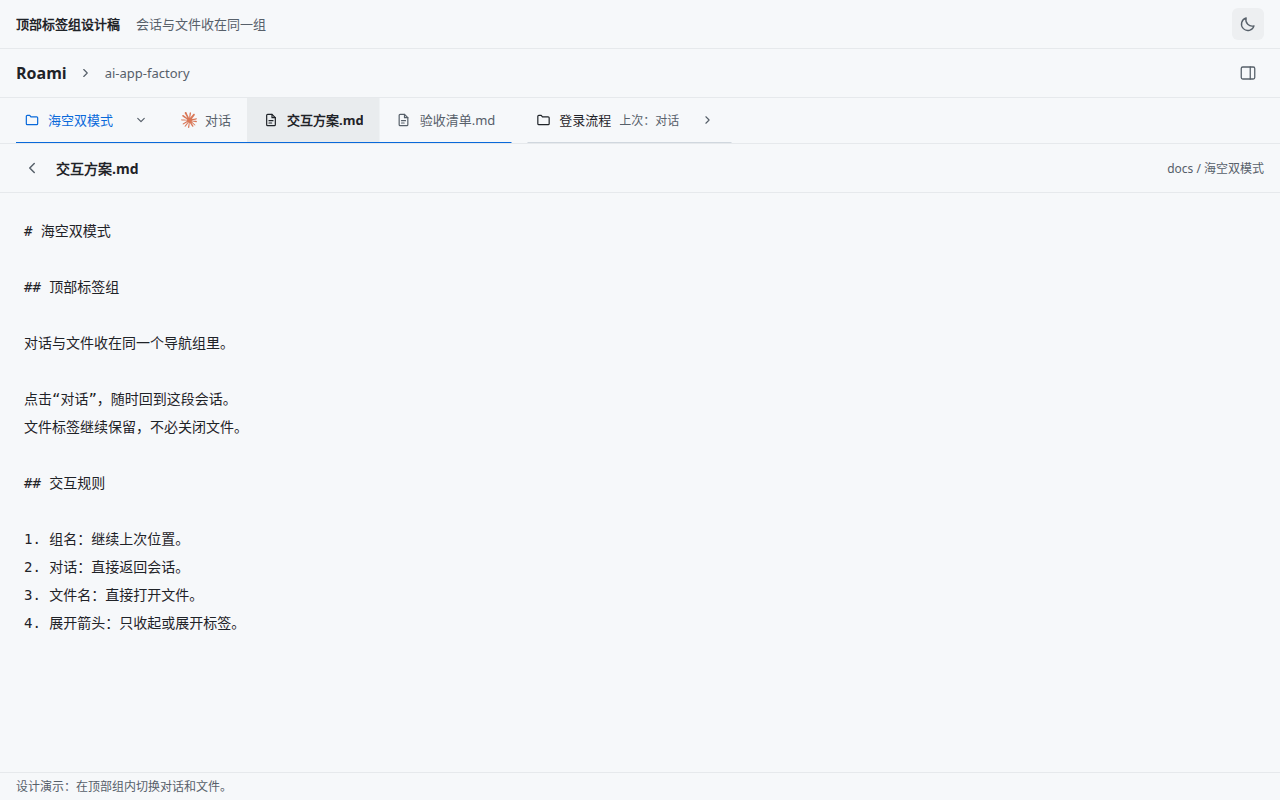 顶部标签组设计稿 会话与文件收在同一组
Roami ai-app-factory
海空双模式 对话 交互方案.md 验收清单.md 登录流程 上次：对话
交互方案.md docs / 海空双模式
# 海空双模式
## 顶部标签组
对话与文件收在同一个导航组里。
点击“对话”，随时回到这段会话。
文件标签继续保留，不必关闭文件。
## 交互规则
1. 组名：继续上次位置。
2. 对话：直接返回会话。
3. 文件名：直接打开文件。
4. 展开箭头：只收起或展开标签。
设计演示：在顶部组内切换对话和文件。